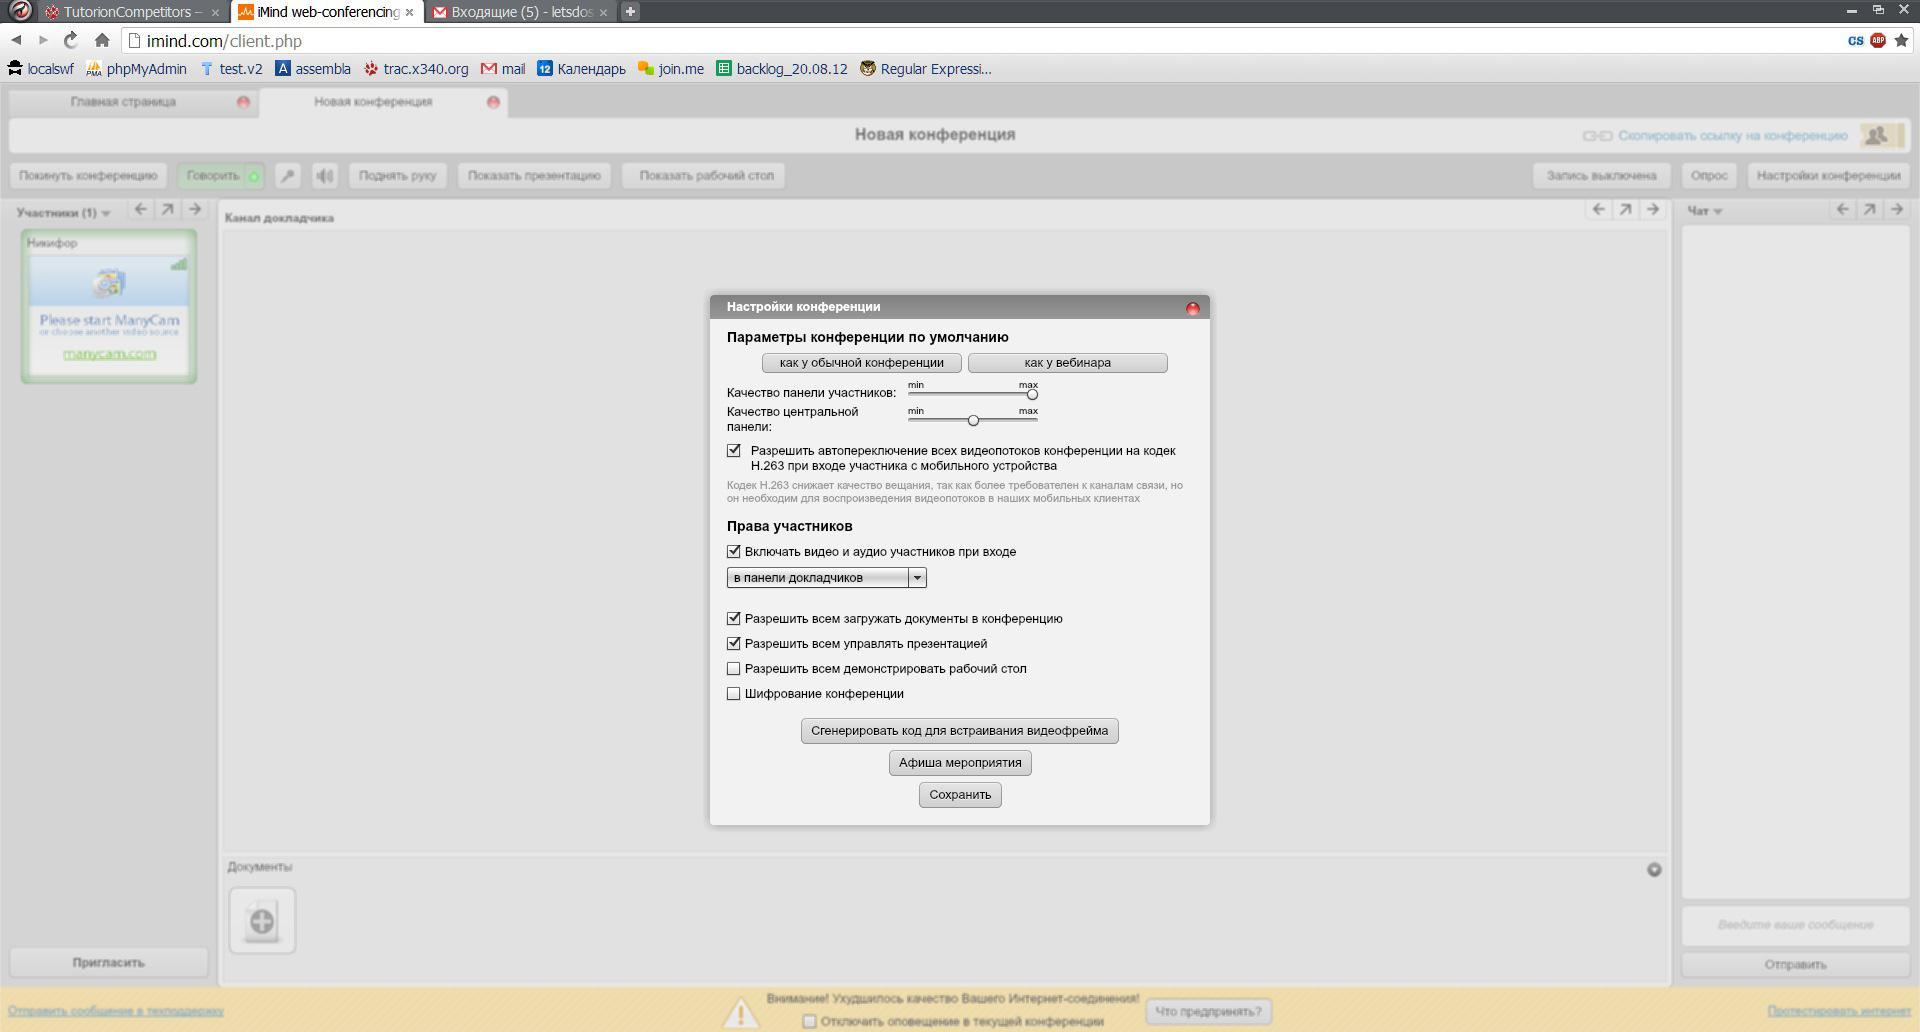 TutorionCompetitors –
iMind web-conferencing
Входящие (5) - letsdos
imind.com/client.php
CS ABP
localswf
phpMyAdmin
test.v2
assembla
trac.x340.org
mail
12 Календарь
join.me
backlog_20.08.12
Regular Expressi...
Главная страница
Новая конференция
Новая конференция
Скопировать ссылку на конференцию
Покинуть конференцию
Говорить
Поднять руку
Показать презентацию
Показать рабочий стол
Запись выключена
Опрос
Настройки конференции
Участники (1)
Канал докладчика
Чат
Никифор
Please start ManyCam
or choose another video source
manycam.com
Настройки конференции
Параметры конференции по умолчанию
как у обычной конференции
как у вебинара
Качество панели участников:
min max
Качество центральной
панели:
min max
Разрешить автопереключение всех видеопотоков конференции на кодек
H.263 при входе участника с мобильного устройства
Кодек H.263 снижает качество вещания, так как более требователен к каналам связи, но
он необходим для воспроизведения видеопотоков в наших мобильных клиентах
Права участников
Включать видео и аудио участников при входе
в панели докладчиков
Разрешить всем загружать документы в конференцию
Разрешить всем управлять презентацией
Разрешить всем демонстрировать рабочий стол
Шифрование конференции
Сгенерировать код для встраивания видеофрейма
Афиша мероприятия
Сохранить
Документы
Введите ваше сообщение
Пригласить
Отправить
Отправить сообщение в техподдержку
Внимание! Ухудшилось качество Вашего Интернет-соединения!
Отключить оповещение в текущей конференции
Что предпринять?
Протестировать интернет